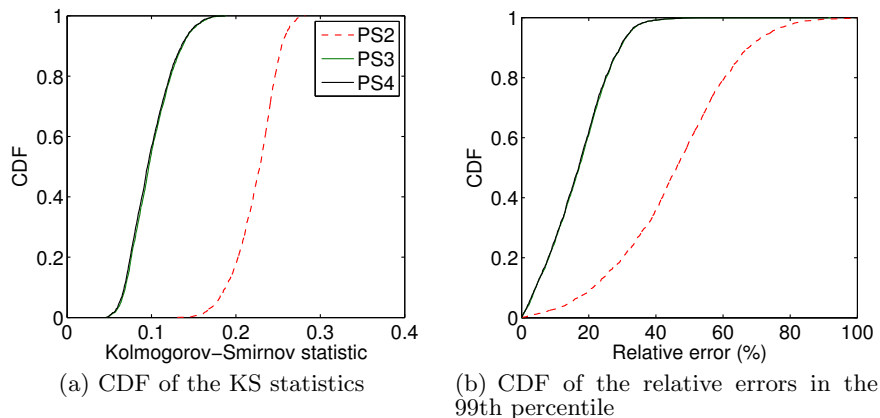 1
0.8
0.6
0.4
0.2
0
CDF
PS2
PS3
PS4
0 0.1 0.2 0.3 0.4
Kolmogorov−Smirnov statistic
(a) CDF of the KS statistics
1
0.8
0.6
0.4
0.2
0
CDF
0 20 40 60 80 100
Relative error (%)
(b) CDF of the relative errors in the
99th percentile